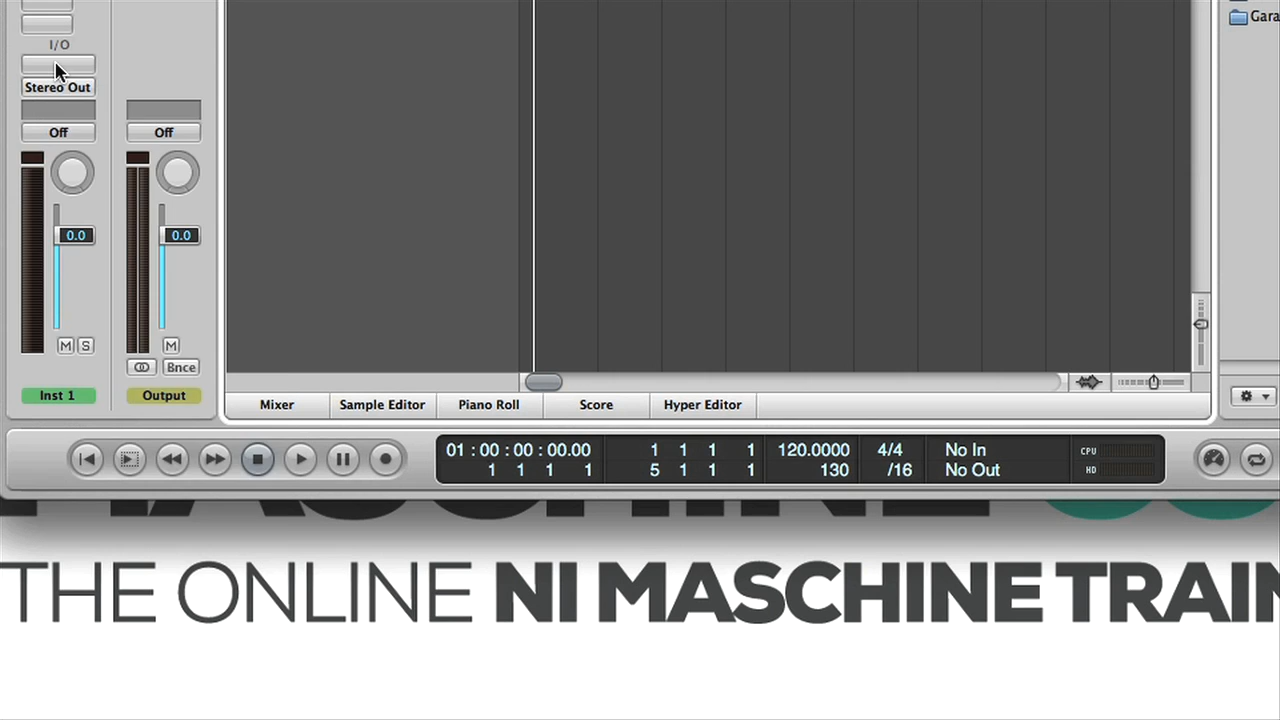 Gara
I/O
Stereo Out
Off
Off
0.0
0.0
M S
M
Bnce
Inst 1
Output
Mixer
Sample Editor
Piano Roll
Score
Hyper Editor
01:00:00:00.00
1 1 1 1
1 1 1 1
5 1 1 1
120.0000
130
4/4
/16
No In
No Out
CPU
HD
MASCHINE
THE ONLINE NI MASCHINE TRAIN